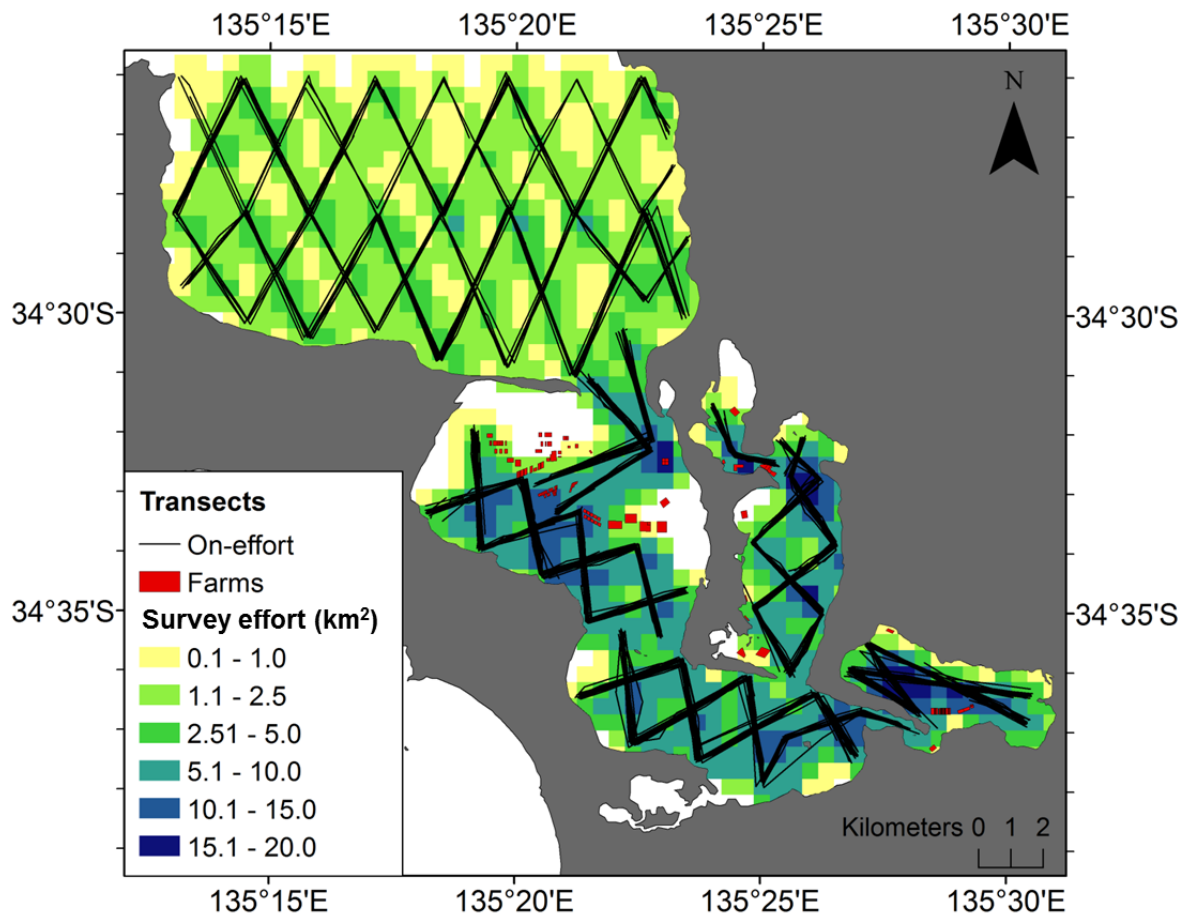 135°15'E 135°20'E 135°25'E 135°30'E
N
34°30'S 34°30'S
Transects
On-effort
Farms
Survey effort (km²)
0.1 - 1.0
1.1 - 2.5
2.51 - 5.0
5.1 - 10.0
10.1 - 15.0
15.1 - 20.0
34°35'S 34°35'S
Kilometers 0 1 2
135°15'E 135°20'E 135°25'E 135°30'E